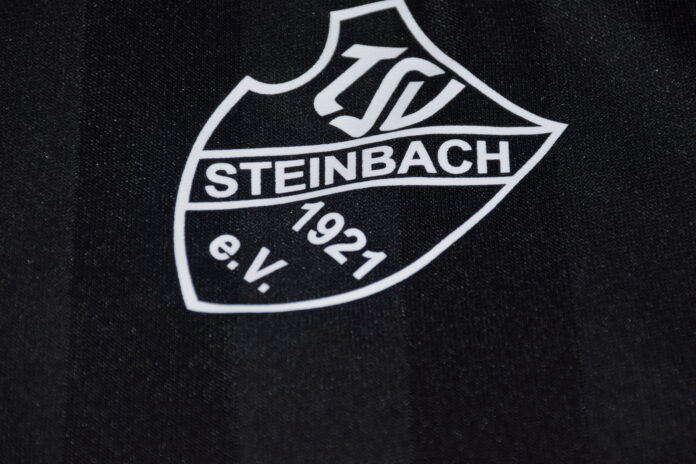 TSV
STEINBACH
1921
e.V.